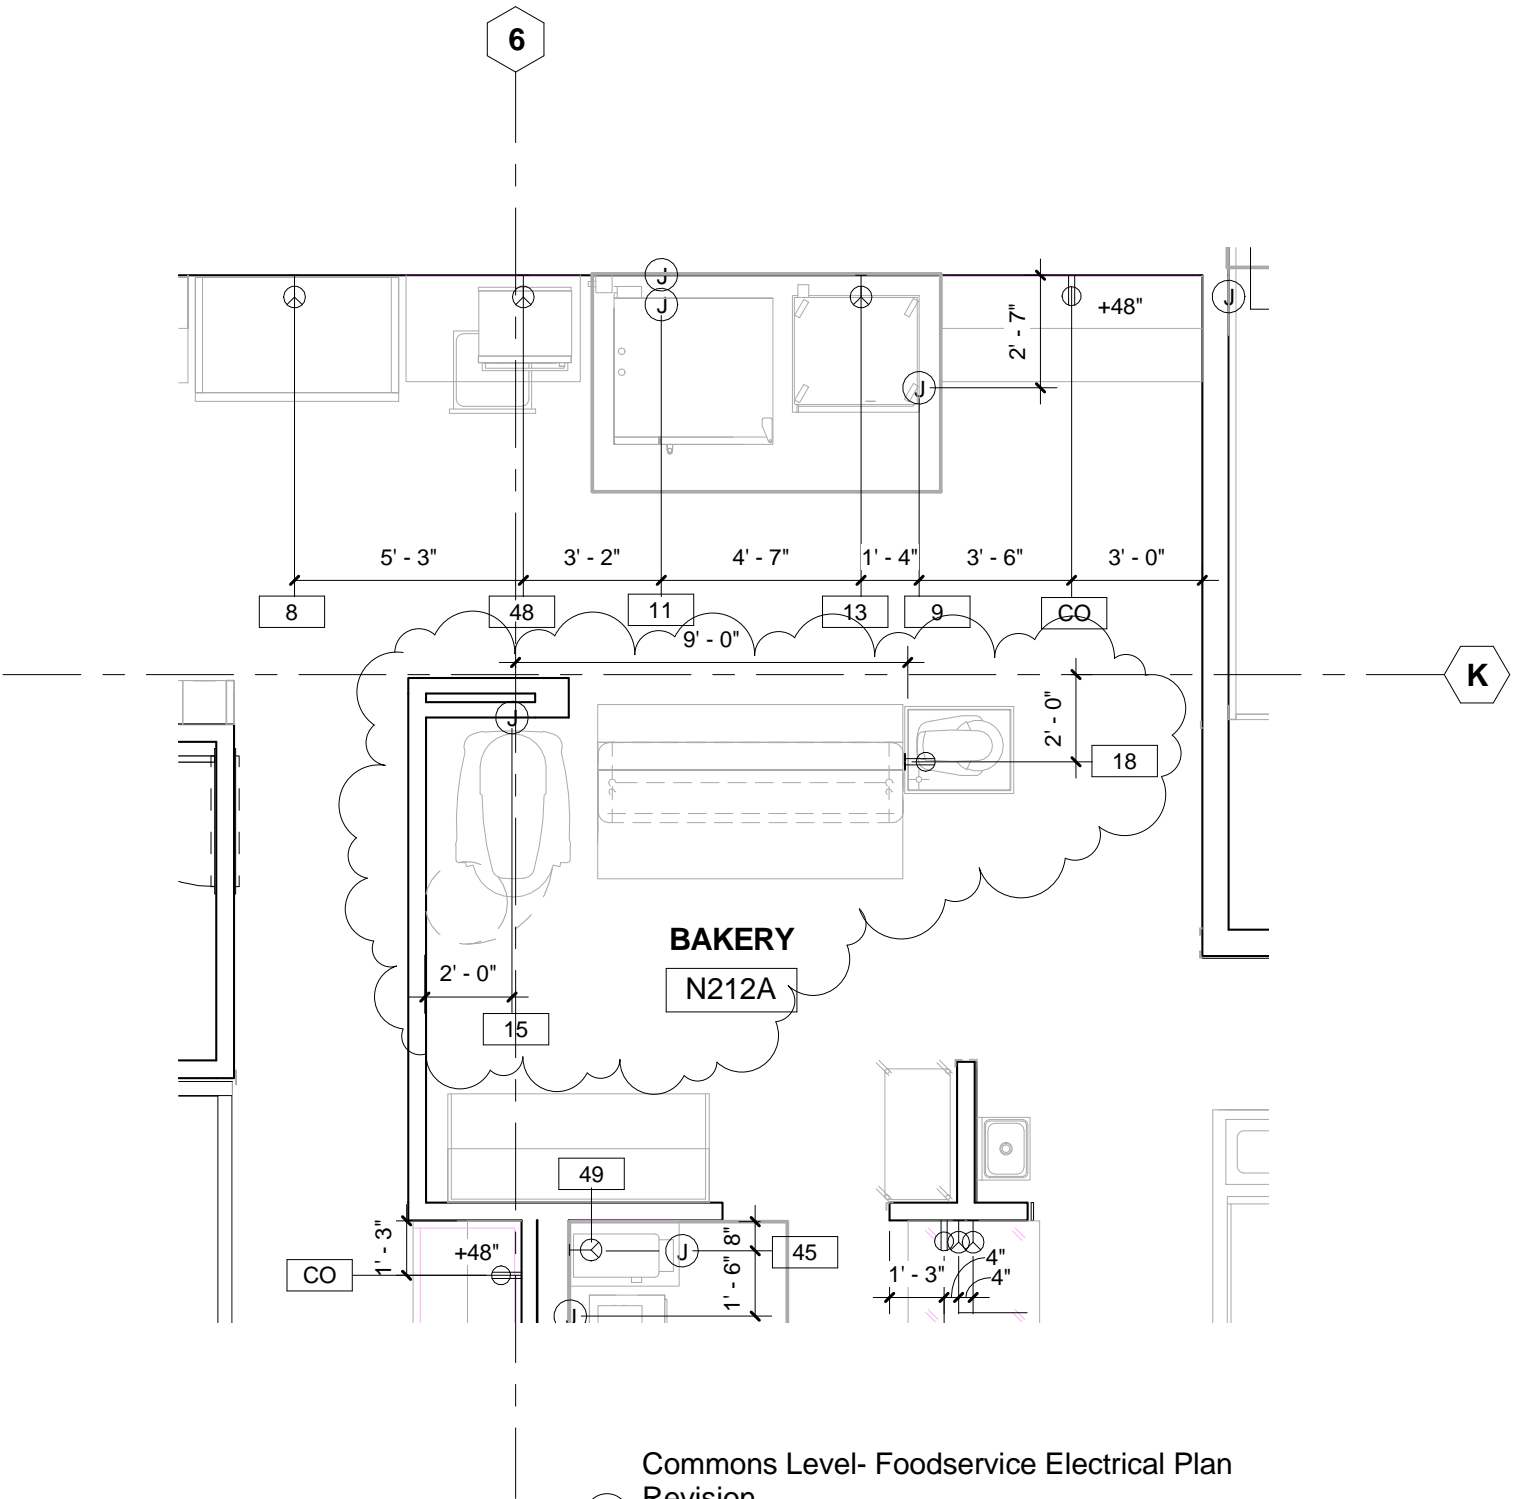 6
J
J
+48"
J
2' - 7"
J
5' - 3"
3' - 2"
4' - 7"
1' - 4"
3' - 6"
3' - 0"
8
48
11
13
9
CO
9' - 0"
K
J
2' - 0"
18
BAKERY
2' - 0"
N212A
15
49
1' - 3"
+48"
J
8"
45
CO
1' - 6"
J
1' - 3"
4"
4"
Commons Level- Foodservice Electrical Plan
Revision